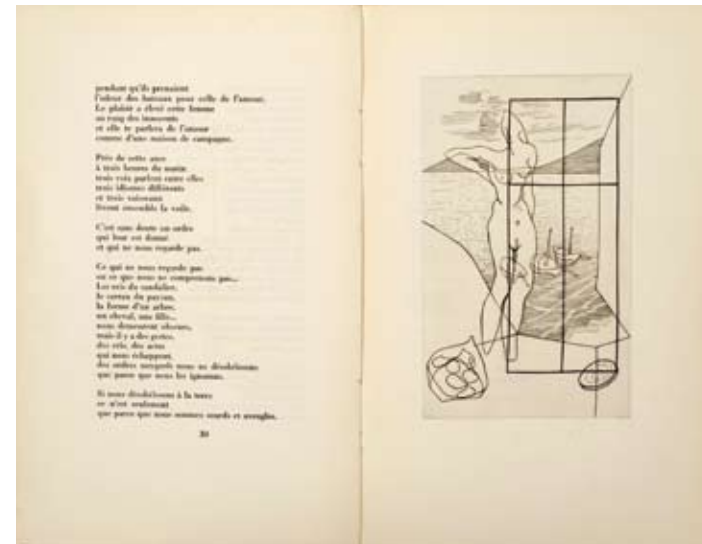 pendant qu'ils prenaient
l'odeur des bateaux pour celle de l'amour.
Le plaisir a élevé cette femme
au rang des innocents
et elle te parlera de l'amour
comme d'une maison de campagne.
Près de cette anse
à trois heures du matin
trois voix parlent entre elles
trois idiomes différents
et trois vaisseaux
livrent ensemble la voile.
C'est sans doute un ordre
qui leur est donné
et qui ne nous regarde pas.
Ce qui ne nous regarde pas
ou ce que nous ne comprenons pas...
Les cris du
le carreau du
la forme d'un arbre,
un cheval, une fille...
nous demeurent obscurs,
mais il y a des gestes,
des cris, des actes
qui nous échappent,
des ordres auxquels nous ne désobéissons
que parce que nous les ignorons.
Si nous désobéissons à la terre
ce n'est seulement
que parce que nous sommes sourds et aveugles.
30